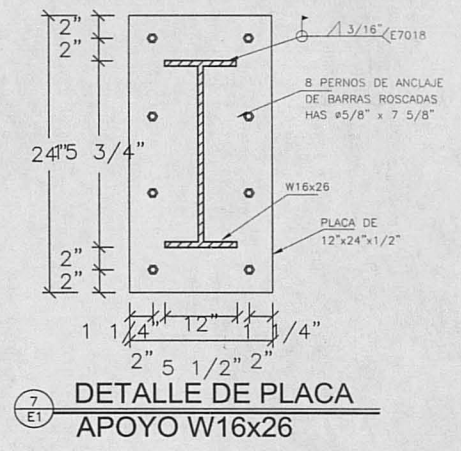 2"
2"
3/16"
E7018
8 PERNOS DE ANCLAJE
DE BARRAS ROSCADAS
HAS ø5/8" x 7 5/8"
24"
15 3/4"
W16x26
PLACA DE
12"x24"x1/2"
2"
2"
1 1/4"
12"
1 1/4"
2"
5 1/2"
2"
7
E1
DETALLE DE PLACA
APOYO W16x26